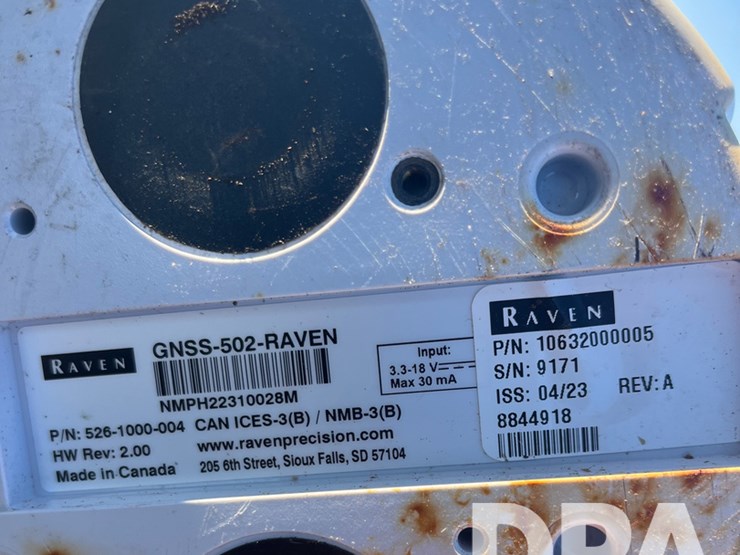 RAVEN
GNSS-502-RAVEN
NMPH22310028M
P/N: 526-1000-004 CAN ICES-3(B) / NMB-3(B)
HW Rev: 2.00 www.ravenprecision.com
Made in Canada 205 6th Street, Sioux Falls, SD 57104
Input:
3.3-18 V
Max 30 mA
RAVEN
P/N: 10632000005
S/N: 9171
ISS: 04/23 REV: A
8844918
DPA